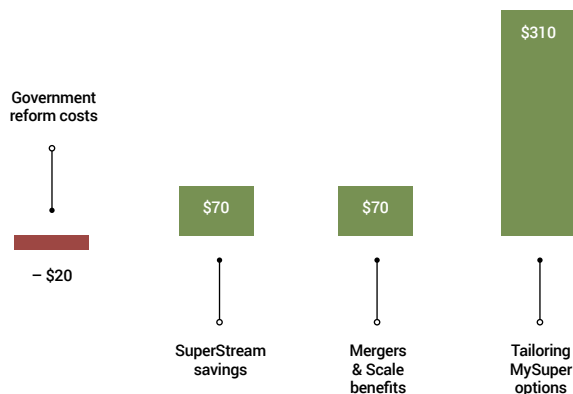 $310
Government
reform costs
$70
$70
– $20
SuperStream
savings
Mergers
& Scale
benefits
Tailoring
MySuper
options